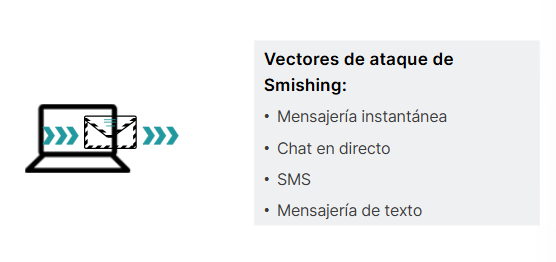 Vectores de ataque de
Smishing:
• Mensajería instantánea
• Chat en directo
• SMS
• Mensajería de texto